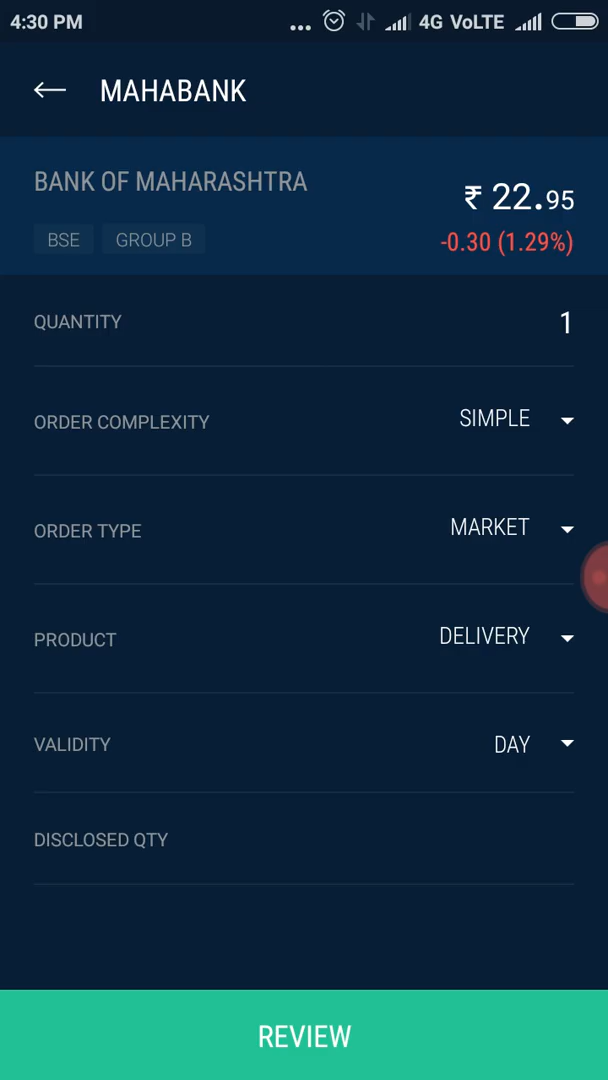 4:30 PM ... 4G VoLTE
MAHABANK
BANK OF MAHARASHTRA
₹ 22.95
BSE GROUP B
-0.30 (1.29%)
QUANTITY 1
ORDER COMPLEXITY SIMPLE
ORDER TYPE MARKET
PRODUCT DELIVERY
VALIDITY DAY
DISCLOSED QTY
REVIEW